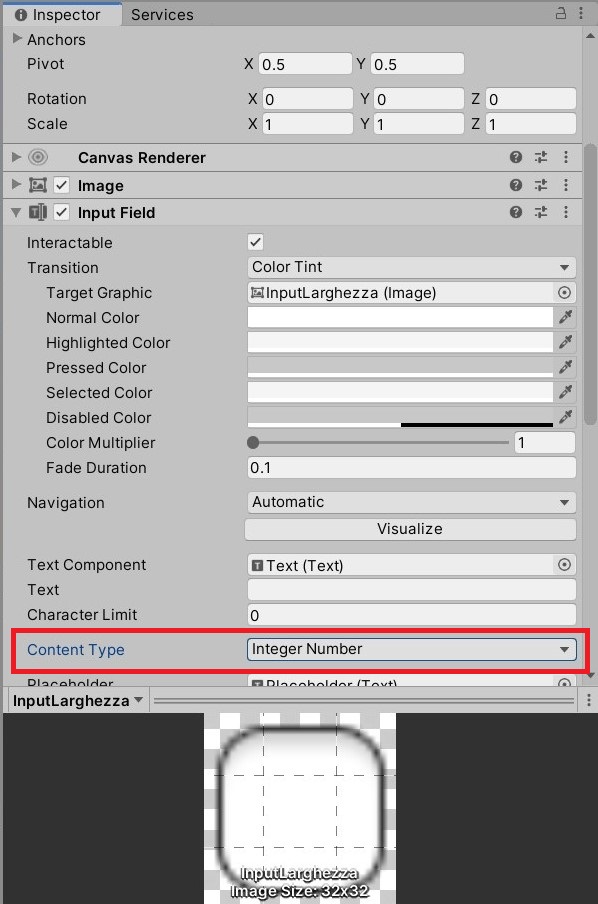 Inspector Services
Anchors
Pivot X 0.5 Y 0.5
Rotation X 0 Y 0 Z 0
Scale X 1 Y 1 Z 1
Canvas Renderer
Image
Input Field
Interactable
Transition Color Tint
Target Graphic InputLarghezza (Image)
Normal Color
Highlighted Color
Pressed Color
Selected Color
Disabled Color
Color Multiplier 1
Fade Duration 0.1
Navigation Automatic
Visualize
Text Component Text (Text)
Text
Character Limit 0
Content Type Integer Number
Placeholder Placeholder (Text)
InputLarghezza
InputLarghezza
Image Size: 32x32